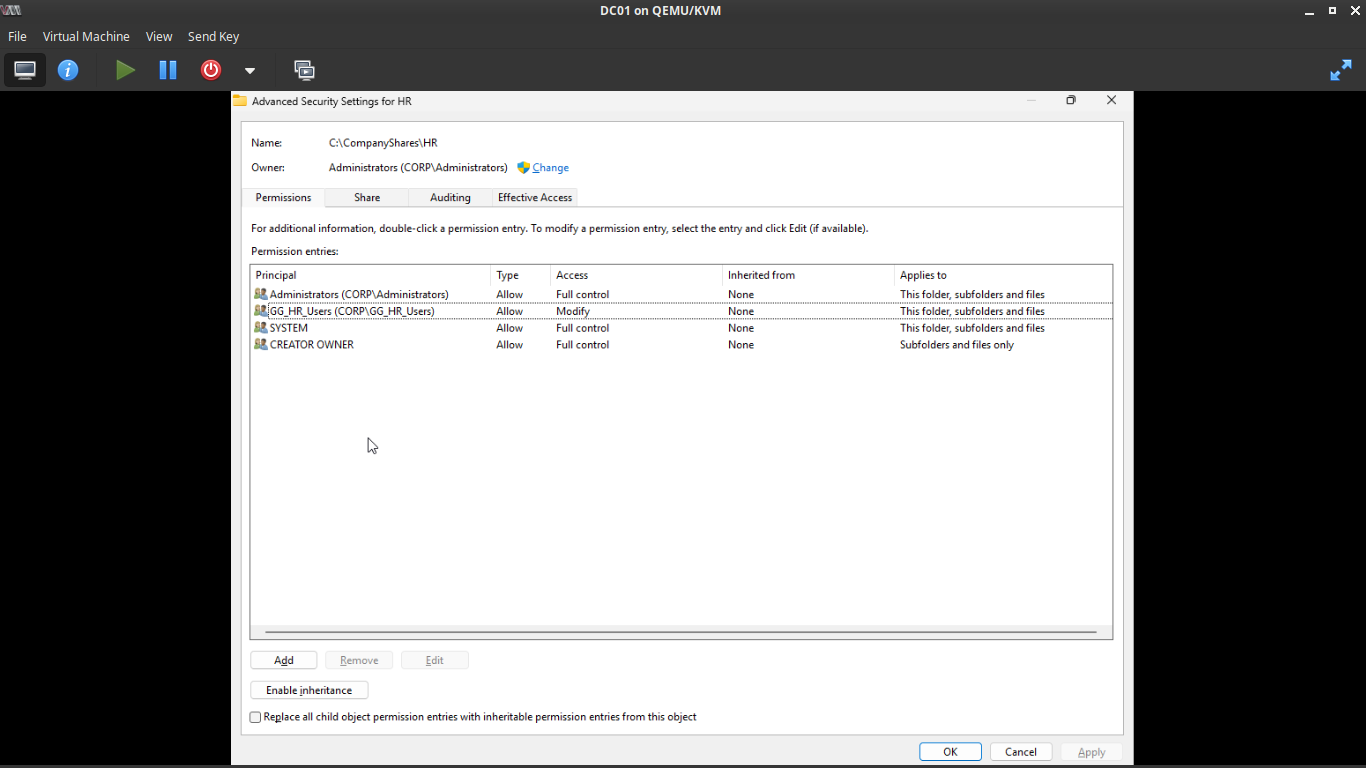 DC01 on QEMU/KVM
File Virtual Machine View Send Key
Advanced Security Settings for HR
Name: C:\CompanyShares\HR
Owner: Administrators (CORP\Administrators) Change
Permissions Share Auditing Effective Access
For additional information, double-click a permission entry. To modify a permission entry, select the entry and click Edit (if available).
Permission entries:
Principal Type Access Inherited from Applies to
Administrators (CORP\Administrators) Allow Full control None This folder, subfolders and files
GG_HR_Users (CORP\GG_HR_Users) Allow Modify None This folder, subfolders and files
SYSTEM Allow Full control None This folder, subfolders and files
CREATOR OWNER Allow Full control None Subfolders and files only
Add Remove Edit
Enable inheritance
Replace all child object permission entries with inheritable permission entries from this object
OK Cancel Apply